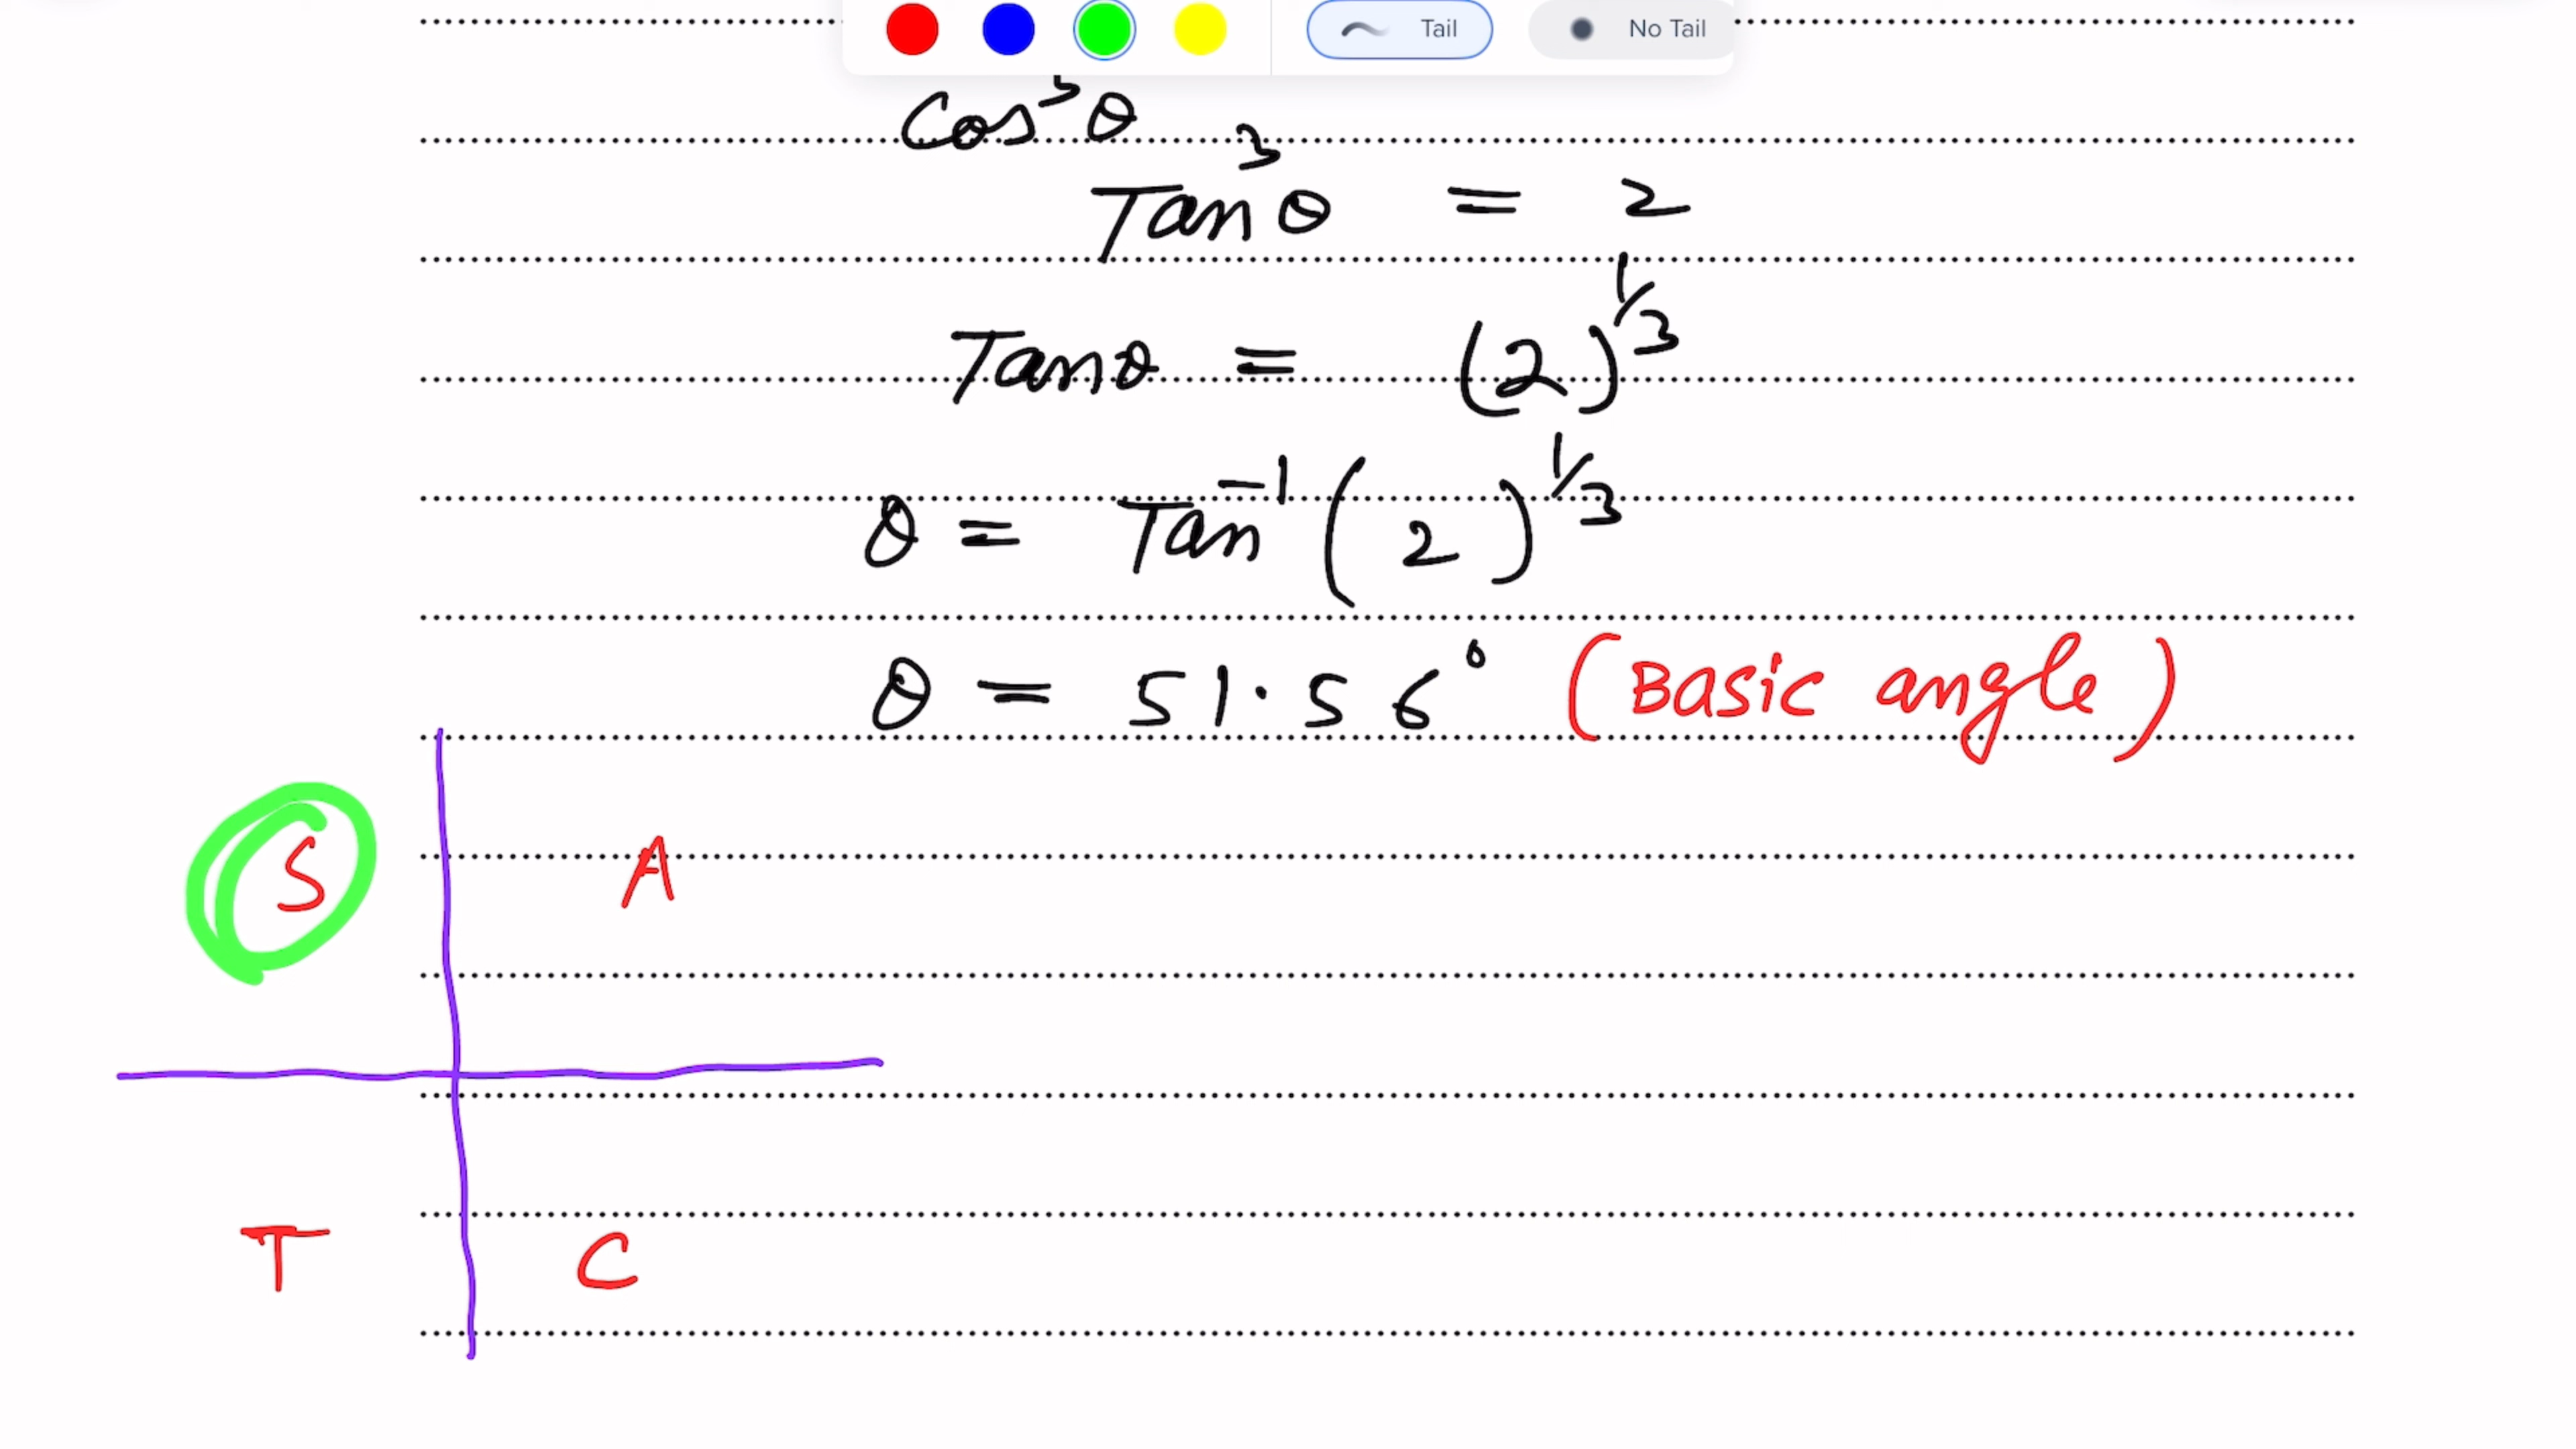 Tail No Tail
Cos³θ
Tan³θ = 2
Tanθ = (2)^1/3
θ = Tan⁻¹(2)^1/3
θ = 51.56° (Basic angle)
S A
T C